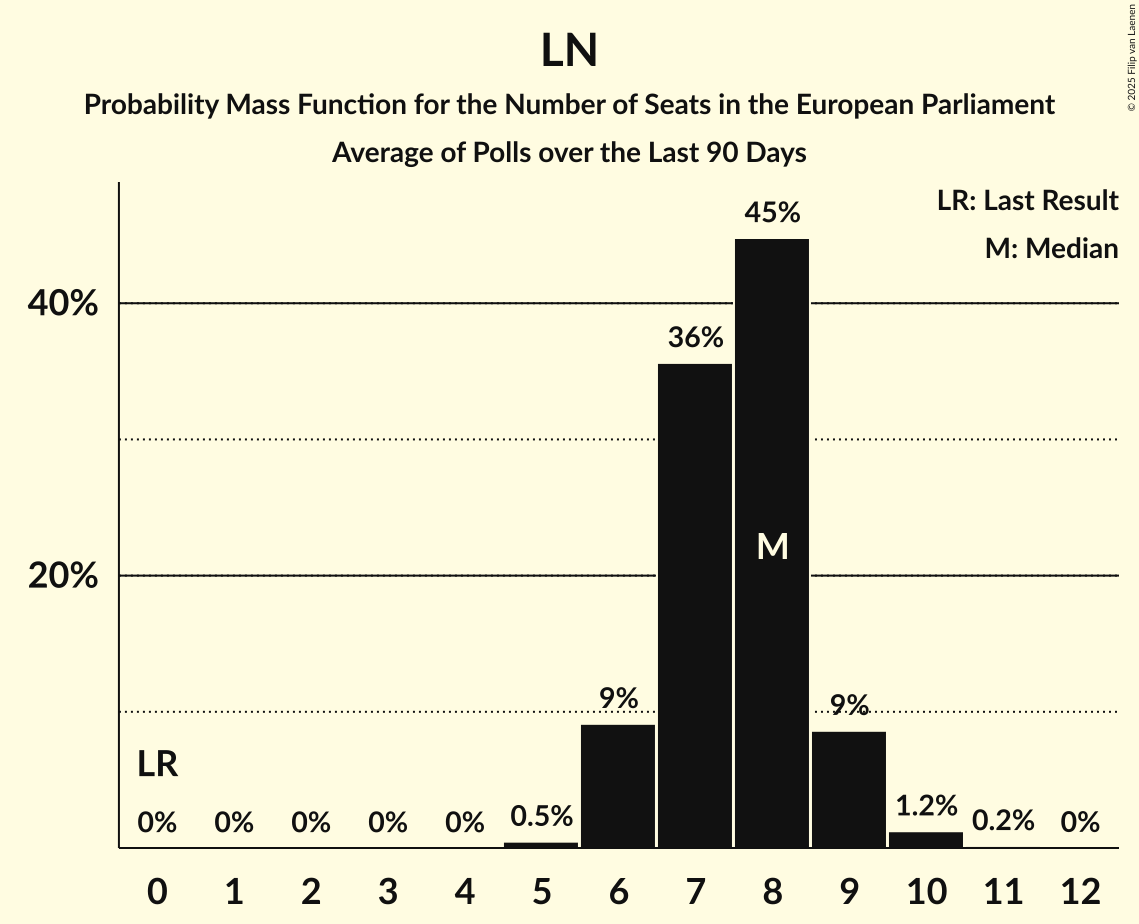 LN
Probability Mass Function for the Number of Seats in the European Parliament
Average of Polls over the Last 90 Days
© 2025 Filip van Laenen
LR: Last Result
M: Median
45%
40%
36%
M
20%
9%
9%
LR
0% 0% 0% 0% 0% 0.5% 1.2% 0.2% 0%
0 1 2 3 4 5 6 7 8 9 10 11 12